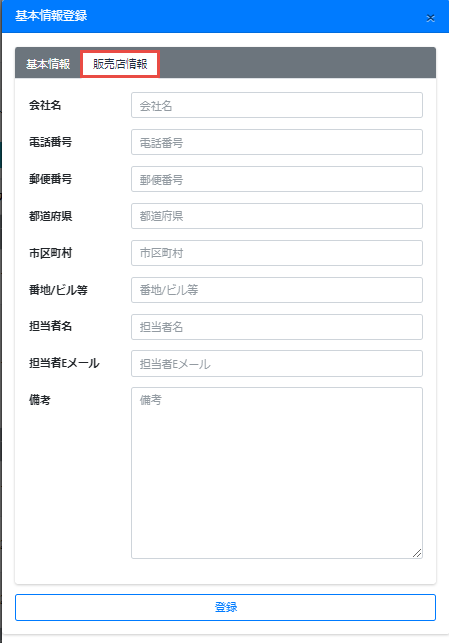 基本情報登録 ×
基本情報 販売店情報
会社名 会社名
電話番号 電話番号
郵便番号 郵便番号
都道府県 都道府県
市区町村 市区町村
番地/ビル等 番地/ビル等
担当者名 担当者名
担当者Eメール 担当者Eメール
備考 備考
登録